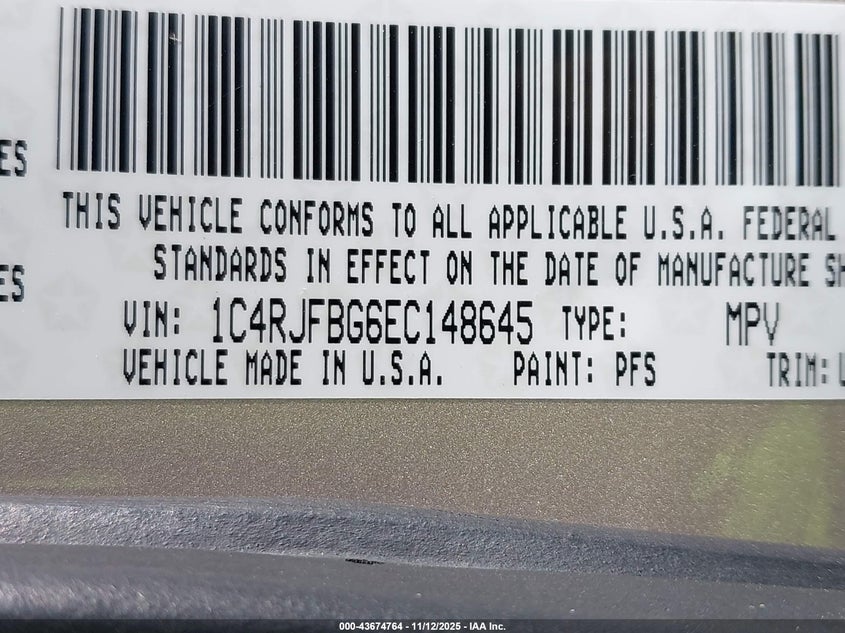 ES
THIS VEHICLE CONFORMS TO ALL APPLICABLE U.S.A. FEDERAL
STANDARDS IN EFFECT ON THE DATE OF MANUFACTURE SH
ES
VIN: 1C4RJFBG6EC148645 TYPE: MPV
VEHICLE MADE IN U.S.A. PAINT: PFS TRIM:
000-43674764 | 11/12/2025 - IAA Inc.